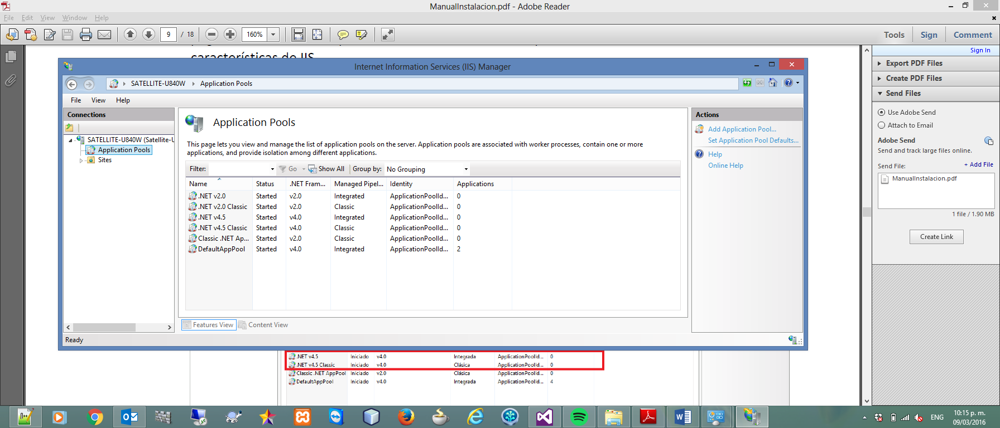 ManualInstalacion.pdf - Adobe Reader
File Edit View Window Help
9 / 18 160% Tools Sign Comment
Sign In
características de IIS
Export PDF Files
Create PDF Files
Send Files
Use Adobe Send
Attach to Email
Adobe Send
Send and track large files online.
Send File: + Add File
ManualInstalacion.pdf
1 file / 1.90 MB
Create Link
Internet Information Services (IIS) Manager
SATELLITE-U840W Application Pools
File View Help
Connections
SATELLITE-U840W (Satellite-U
Application Pools
Sites
Application Pools
This page lets you view and manage the list of application pools on the server. Application pools are associated with worker processes, contain one or more
applications, and provide isolation among different applications.
Filter: Go Show All Group by: No Grouping
Name Status .NET Fram... Managed Pipel... Identity Applications
.NET v2.0 Started v2.0 Integrated ApplicationPoolId... 0
.NET v2.0 Classic Started v2.0 Classic ApplicationPoolId... 0
.NET v4.5 Started v4.0 Integrated ApplicationPoolId... 0
.NET v4.5 Classic Started v4.0 Classic ApplicationPoolId... 0
Classic .NET Ap... Started v2.0 Classic ApplicationPoolId... 0
DefaultAppPool Started v4.0 Integrated ApplicationPoolId... 2
Features View Content View
Ready
Actions
Add Application Pool...
Set Application Pool Defaults...
Help
Online Help
.NET v4.5 Iniciado v4.0 Integrada ApplicationPoolId... 0
.NET v4.5 Classic Iniciado v4.0 Clásica ApplicationPoolId... 0
Classic .NET AppPool Iniciado v2.0 Clásica ApplicationPoolId... 0
DefaultAppPool Iniciado v4.0 Integrada ApplicationPoolId... 4
ENG
10:15 p. m.
09/03/2016